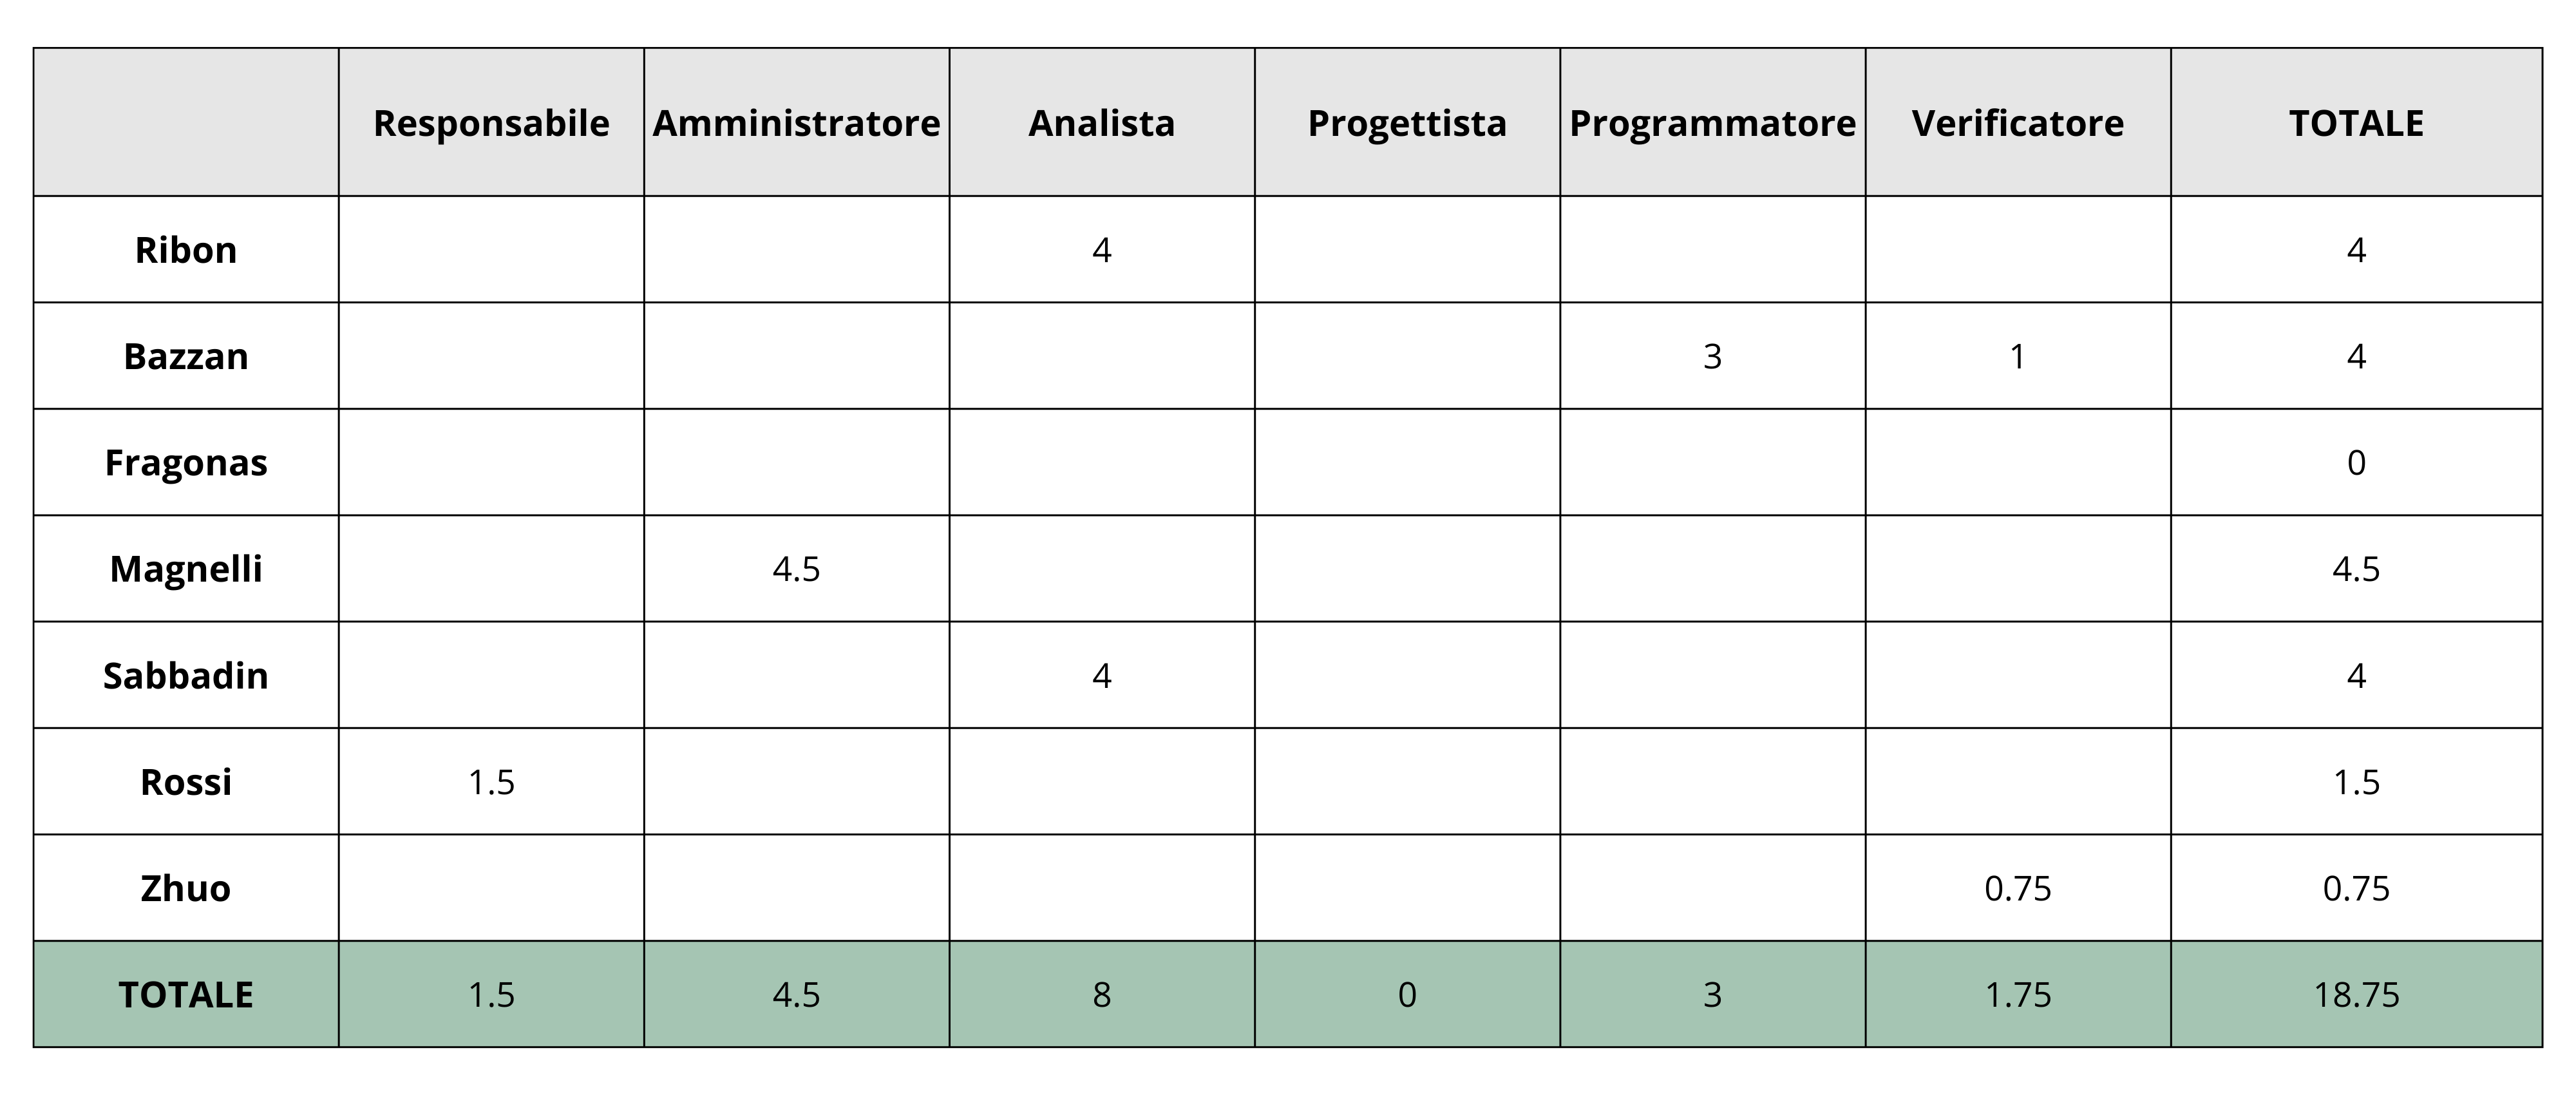 Responsabile Amministratore Analista Progettista Programmatore Verificatore TOTALE
Ribon 4 4
Bazzan 3 1 4
Fragonas 0
Magnelli 4.5 4.5
Sabbadin 4 4
Rossi 1.5 1.5
Zhuo 0.75 0.75
TOTALE 1.5 4.5 8 0 3 1.75 18.75